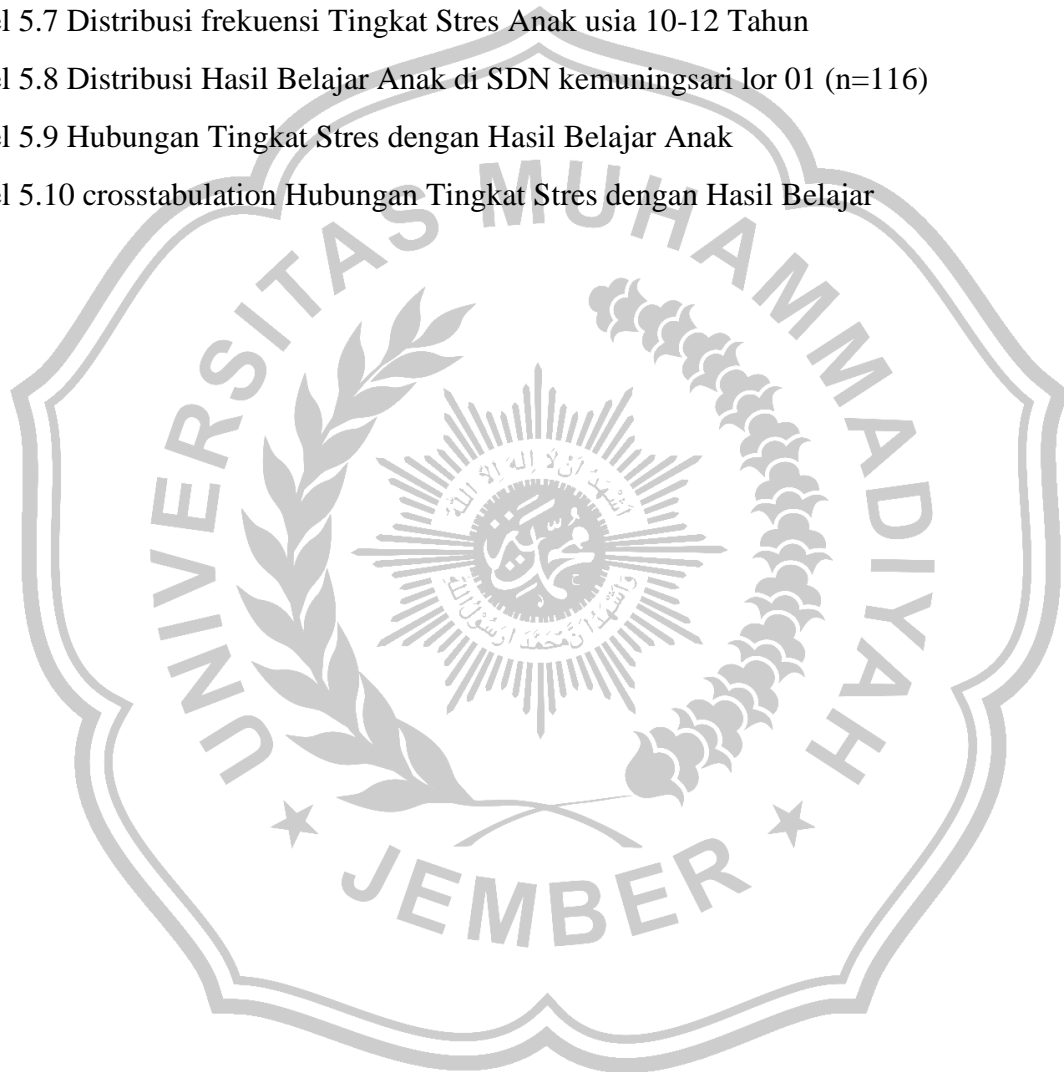 el 5.7 Distribusi frekuensi Tingkat Stres Anak usia 10-12 Tahun
el 5.8 Distribusi Hasil Belajar Anak di SDN kemuningsari lor 01 (n=116)
el 5.9 Hubungan Tingkat Stres dengan Hasil Belajar Anak
el 5.10 crosstabulation Hubungan Tingkat Stres dengan Hasil Belajar
UNIVERSITAS MUHAMMADIYAH
JEMBER